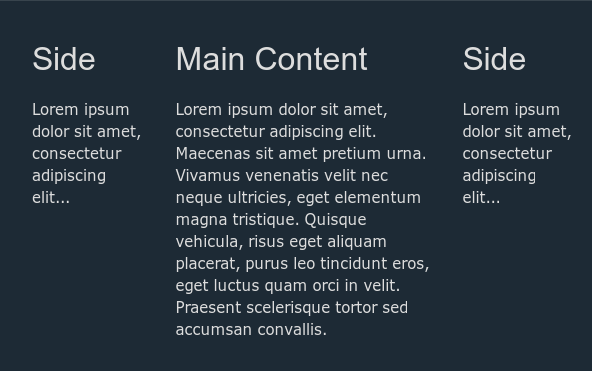 Side
Lorem ipsum
dolor sit amet,
consectetur
adipiscing
elit...
Main Content
Lorem ipsum dolor sit amet,
consectetur adipiscing elit.
Maecenas sit amet pretium urna.
Vivamus venenatis velit nec
neque ultricies, eget elementum
magna tristique. Quisque
vehicula, risus eget aliquam
placerat, purus leo tincidunt eros,
eget luctus quam orci in velit.
Praesent scelerisque tortor sed
accumsan convallis.
Side
Lorem ipsum
dolor sit amet,
consectetur
adipiscing
elit...